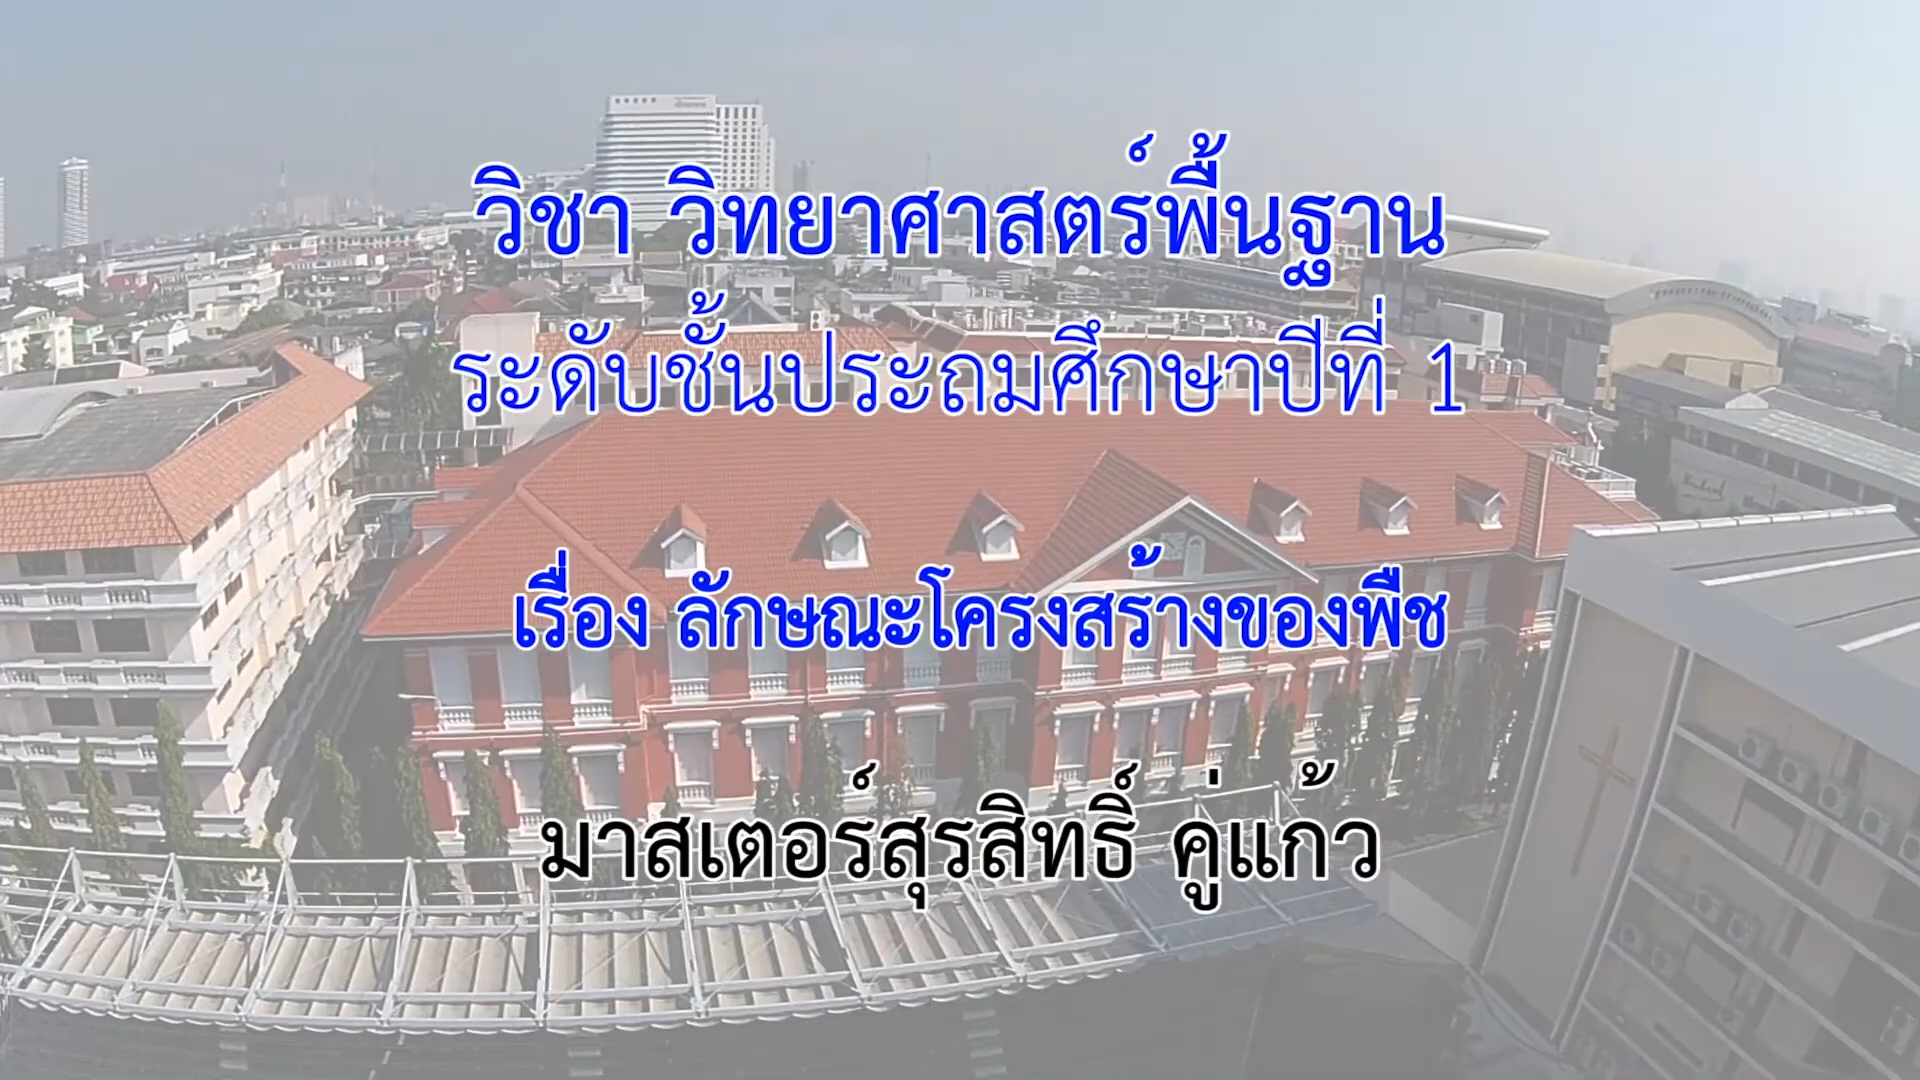 วิชา วิทยาศาสตร์พื้นฐาน
ระดับชั้นประถมศึกษาปีที่ 1
เรื่อง ลักษณะโครงสร้างของพืช
มาสเตอร์สุรสิทธิ์ คู่แก้ว